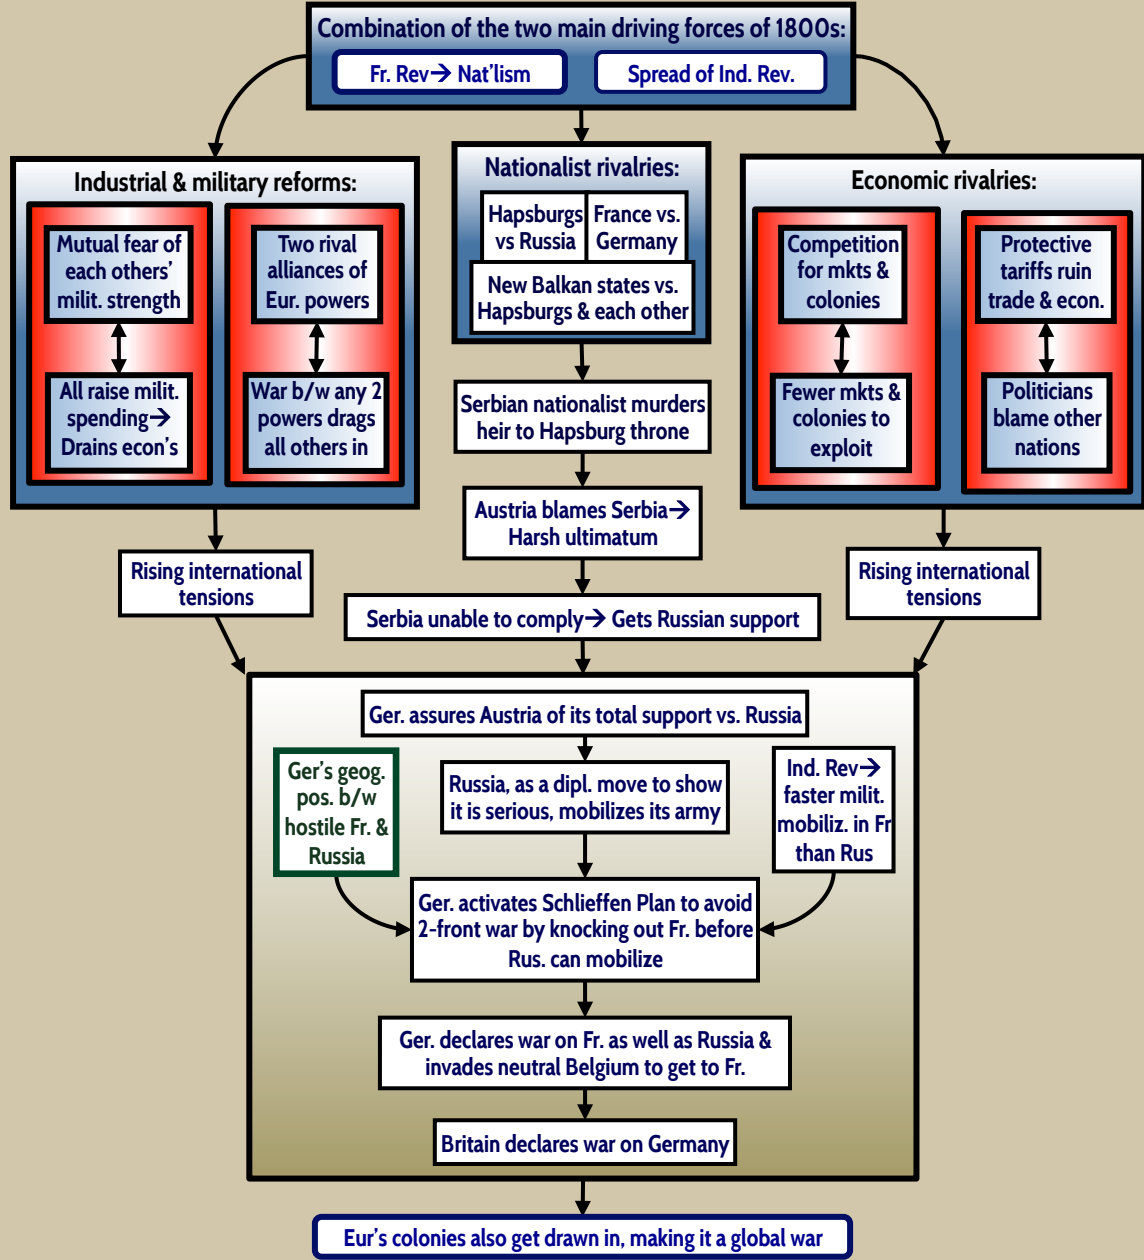 Combination of the two main driving forces of 1800s:
Fr. Rev→ Nat'lism
Spread of Ind. Rev.
Industrial & military reforms:
Mutual fear of
each others'
milit. strength
Two rival
alliances of
Eur. powers
All raise milit.
spending→
Drains econ's
War b/w any 2
powers drags
all others in
Nationalist rivalries:
Hapsburgs
vs Russia
France vs.
Germany
New Balkan states vs.
Hapsburgs & each other
Economic rivalries:
Competition
for mkts &
colonies
Protective
tariffs ruin
trade & econ.
Fewer mkts &
colonies to
exploit
Politicians
blame other
nations
Serbian nationalist murders
heir to Hapsburg throne
Austria blames Serbia→
Harsh ultimatum
Rising international
tensions
Serbia unable to comply→ Gets Russian support
Rising international
tensions
Ger. assures Austria of its total support vs. Russia
Ger's geog.
pos. b/w
hostile Fr. &
Russia
Russia, as a dipl. move to show
it is serious, mobilizes its army
Ind. Rev→
faster milit.
mobiliz. in Fr
than Rus
Ger. activates Schlieffen Plan to avoid
2-front war by knocking out Fr. before
Rus. can mobilize
Ger. declares war on Fr. as well as Russia &
invades neutral Belgium to get to Fr.
Britain declares war on Germany
Eur's colonies also get drawn in, making it a global war